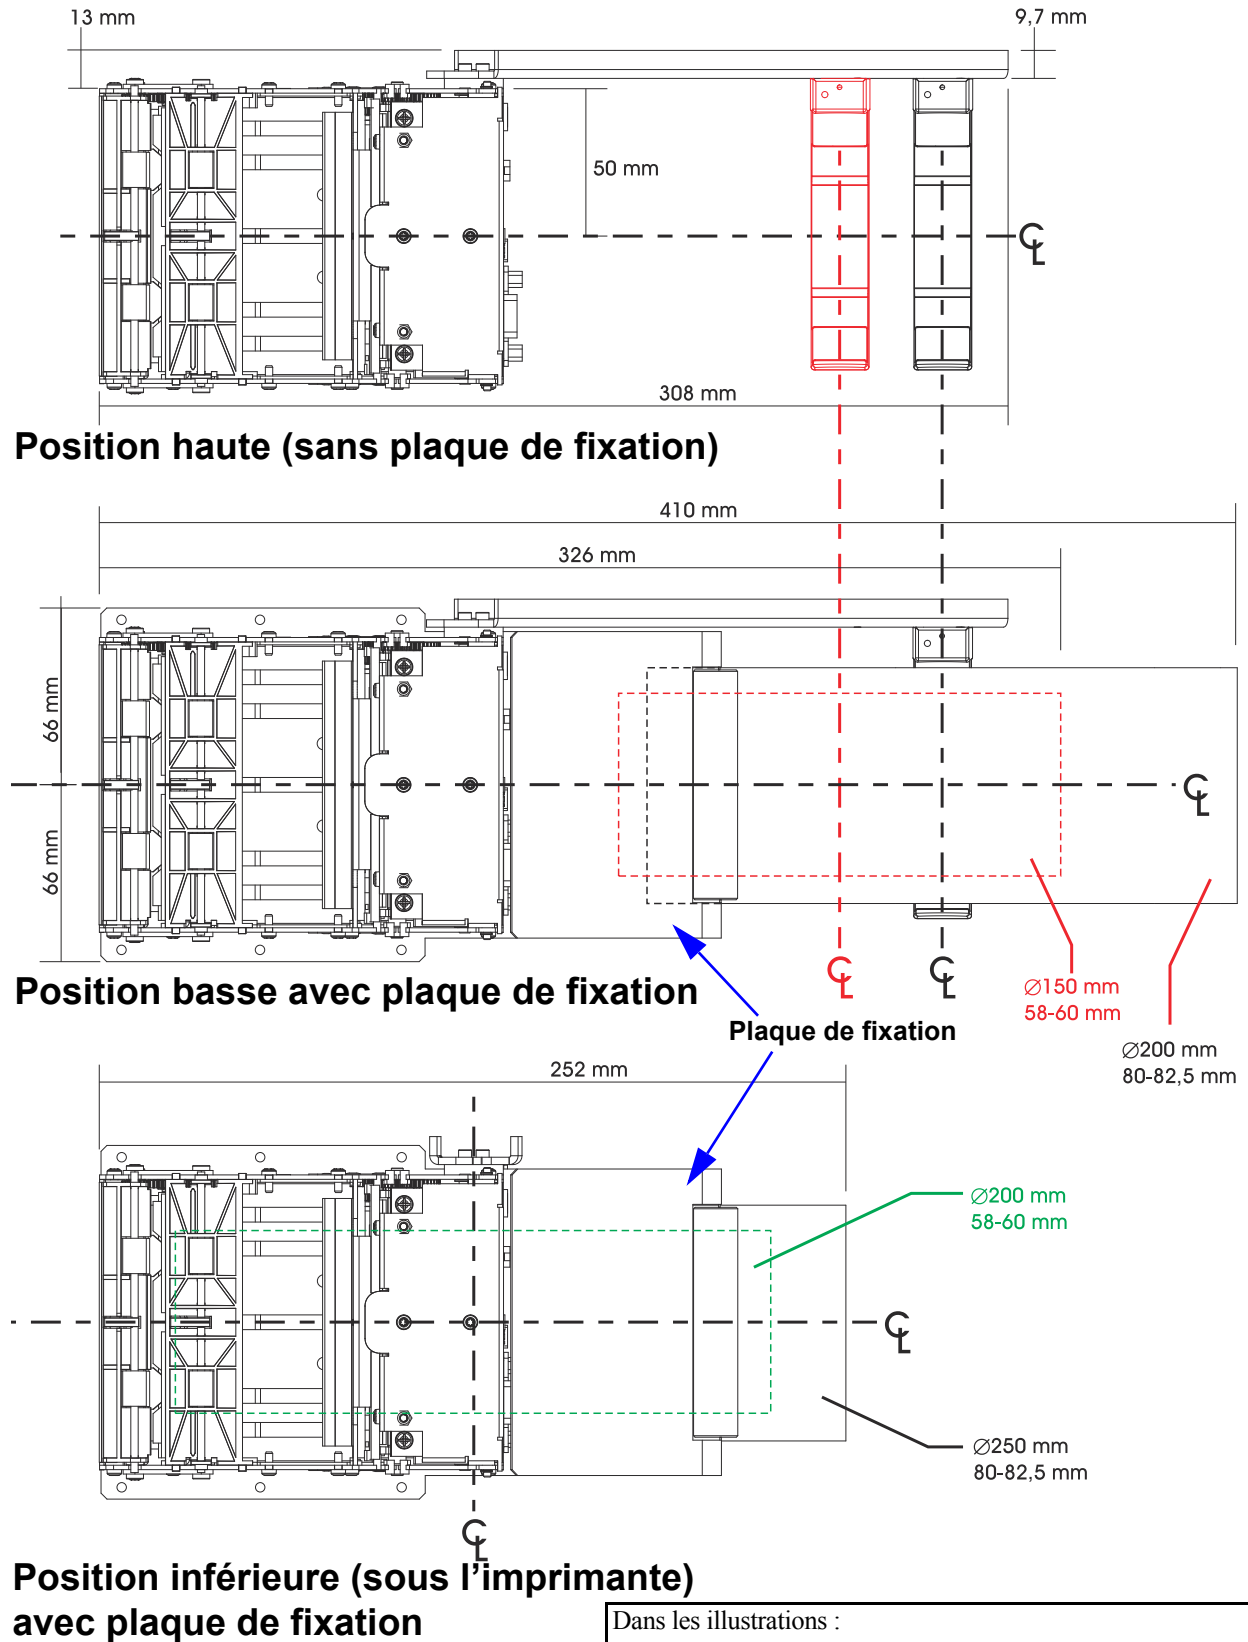 13 mm
9,7 mm
50 mm
℄
308 mm
Position haute (sans plaque de fixation)
410 mm
326 mm
66 mm
66 mm
℄
℄
℄
Position basse avec plaque de fixation
∅150 mm
58-60 mm
Plaque de fixation
∅200 mm
80-82,5 mm
252 mm
∅200 mm
58-60 mm
℄
∅250 mm
80-82,5 mm
℄
Position inférieure (sous l’imprimante)
avec plaque de fixation
Dans les illustrations :